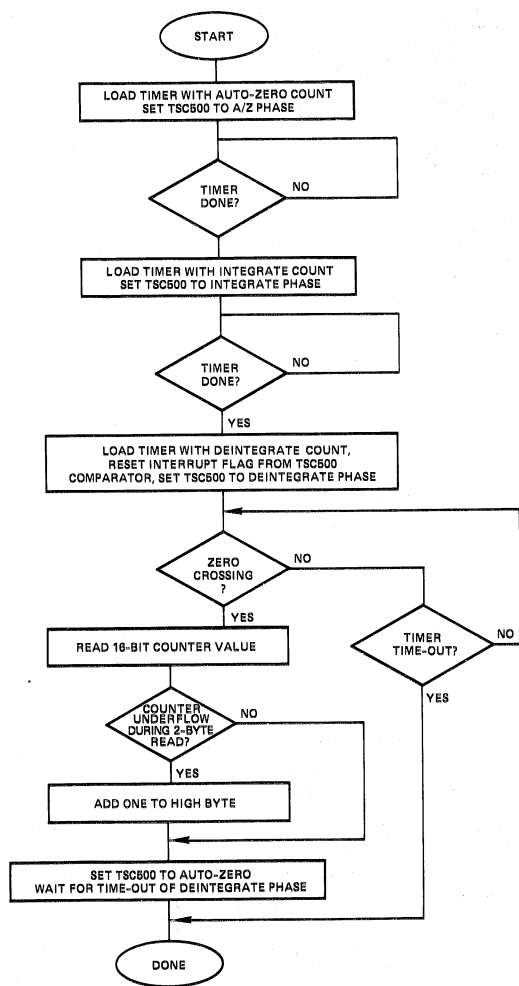 START
LOAD TIMER WITH AUTO-ZERO COUNT
SET TSC500 TO A/Z PHASE
TIMER
DONE?
NO
LOAD TIMER WITH INTEGRATE COUNT
SET TSC500 TO INTEGRATE PHASE
TIMER
DONE?
NO
YES
LOAD TIMER WITH DEINTEGRATE COUNT,
RESET INTERRUPT FLAG FROM TSC500
COMPARATOR, SET TSC500 TO DEINTEGRATE PHASE
ZERO
CROSSING
?
NO
YES
TIMER
TIME-OUT?
NO
YES
READ 16-BIT COUNTER VALUE
COUNTER
UNDERFLOW
DURING 2-BYTE
READ?
NO
YES
ADD ONE TO HIGH BYTE
SET TSC500 TO AUTO-ZERO
WAIT FOR TIME-OUT OF DEINTEGRATE PHASE
DONE